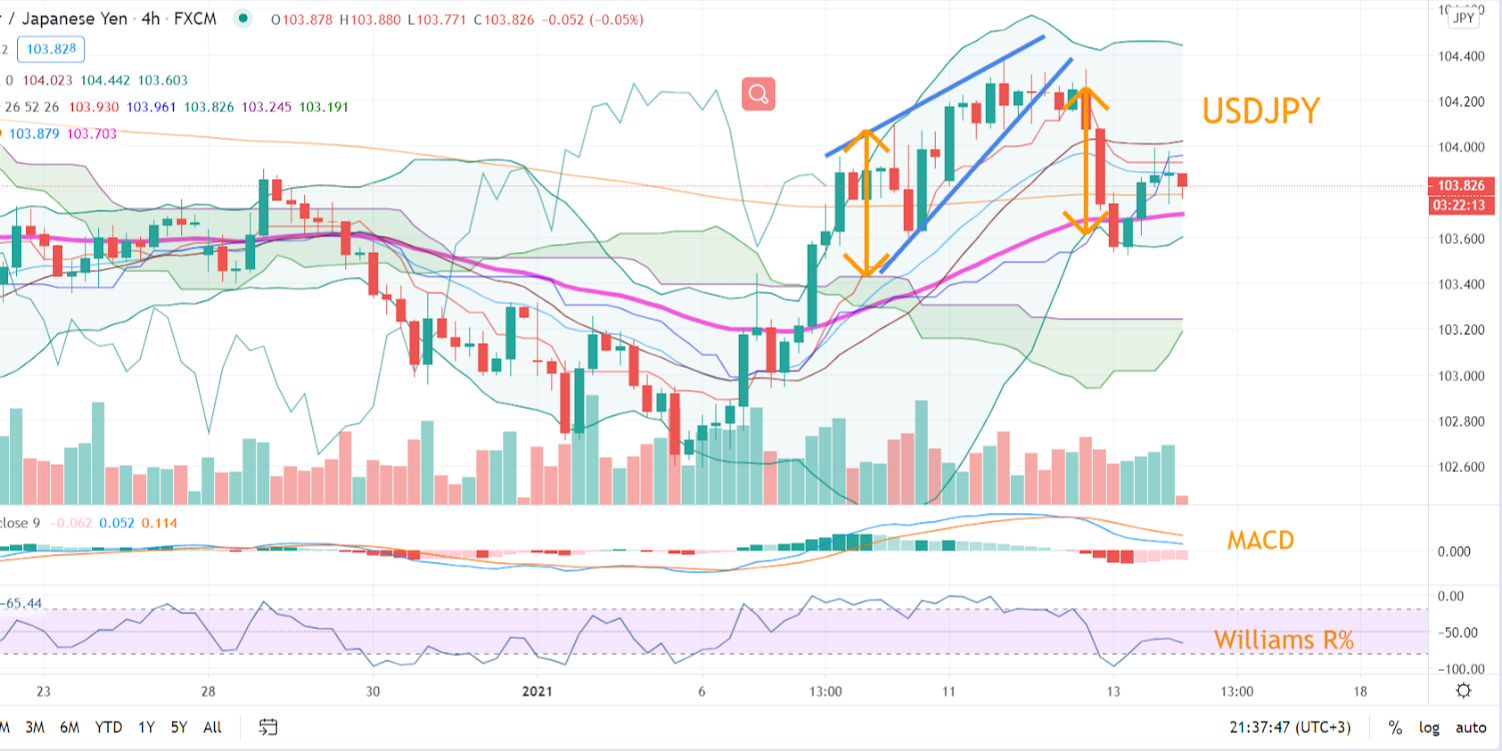 / Japanese Yen · 4h · FXCM O103.878 H103.880 L103.771 C103.826 -0.052 (-0.05%)
JPY
.2 103.828
0 104.023 104.442 103.603
26 52 26 103.930 103.961 103.826 103.245 103.191
103.879 103.703
USDJPY
104.400
104.200
104.000
103.826
03:22:13
103.600
103.400
103.200
103.000
102.800
102.600
close 9 -0.062 0.052 0.114
MACD
0.000
-65.44
0.00
Williams R%
-50.00
-100.00
23 28 30 2021 6 13:00 11 13 13:00 18
3M 6M YTD 1Y 5Y All
21:37:47 (UTC+3) % log auto